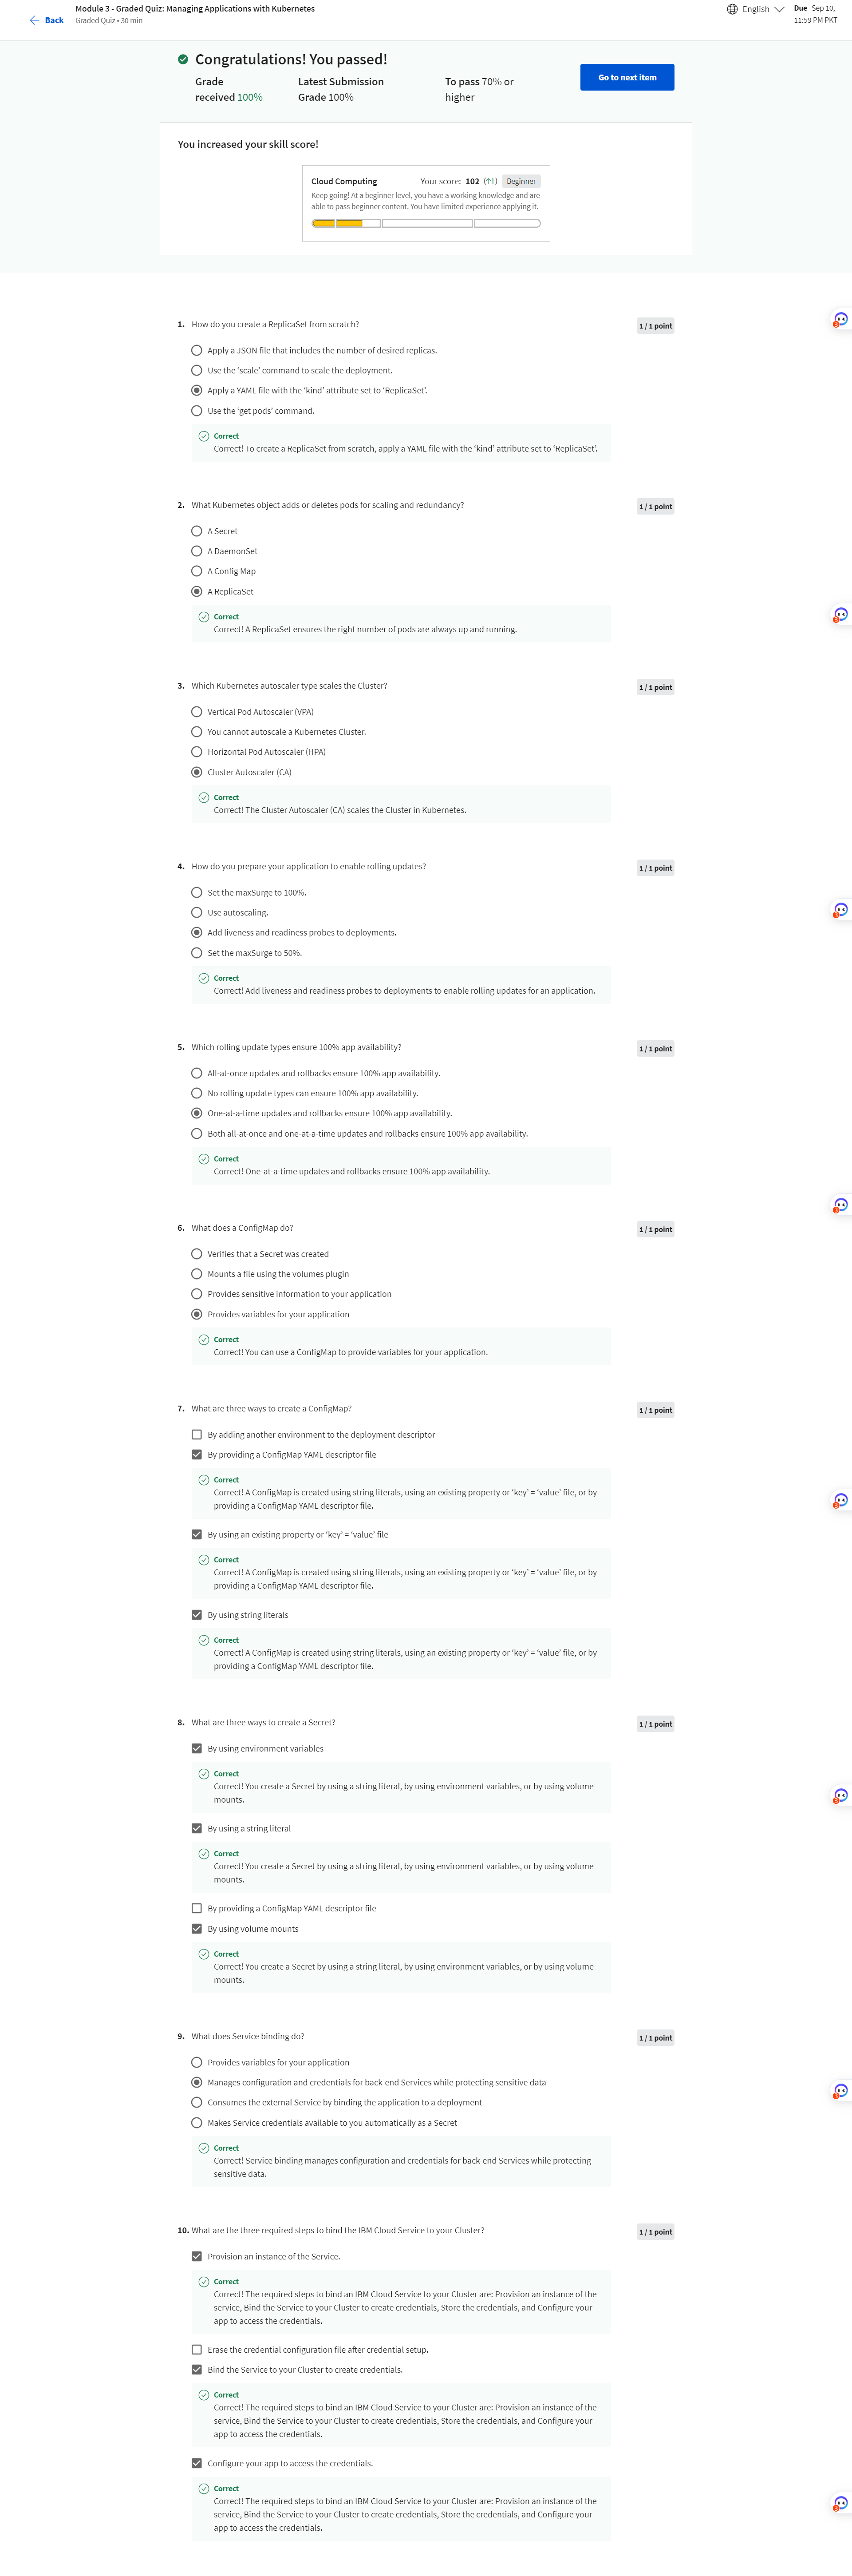 Back
Module 3 - Graded Quiz: Managing Applications with Kubernetes
Graded Quiz • 30 min
English
Due Sep 10,
11:59 PM PKT
Congratulations! You passed!
Grade
received 100%
Latest Submission
Grade 100%
To pass 70% or
higher
Go to next item
You increased your skill score!
Cloud Computing
Your score: 102 (↑1) Beginner
Keep going! At a beginner level, you have a working knowledge and are
able to pass beginner content. You have limited experience applying it.
1. How do you create a ReplicaSet from scratch?
1 / 1 point
Apply a JSON file that includes the number of desired replicas.
Use the ‘scale’ command to scale the deployment.
Apply a YAML file with the ‘kind’ attribute set to ‘ReplicaSet’.
Use the ‘get pods’ command.
Correct
Correct! To create a ReplicaSet from scratch, apply a YAML file with the ‘kind’ attribute set to ‘ReplicaSet’.
2. What Kubernetes object adds or deletes pods for scaling and redundancy?
1 / 1 point
A Secret
A DaemonSet
A Config Map
A ReplicaSet
Correct
Correct! A ReplicaSet ensures the right number of pods are always up and running.
3. Which Kubernetes autoscaler type scales the Cluster?
1 / 1 point
Vertical Pod Autoscaler (VPA)
You cannot autoscale a Kubernetes Cluster.
Horizontal Pod Autoscaler (HPA)
Cluster Autoscaler (CA)
Correct
Correct! The Cluster Autoscaler (CA) scales the Cluster in Kubernetes.
4. How do you prepare your application to enable rolling updates?
1 / 1 point
Set the maxSurge to 100%.
Use autoscaling.
Add liveness and readiness probes to deployments.
Set the maxSurge to 50%.
Correct
Correct! Add liveness and readiness probes to deployments to enable rolling updates for an application.
5. Which rolling update types ensure 100% app availability?
1 / 1 point
All-at-once updates and rollbacks ensure 100% app availability.
No rolling update types can ensure 100% app availability.
One-at-a-time updates and rollbacks ensure 100% app availability.
Both all-at-once and one-at-a-time updates and rollbacks ensure 100% app availability.
Correct
Correct! One-at-a-time updates and rollbacks ensure 100% app availability.
6. What does a ConfigMap do?
1 / 1 point
Verifies that a Secret was created
Mounts a file using the volumes plugin
Provides sensitive information to your application
Provides variables for your application
Correct
Correct! You can use a ConfigMap to provide variables for your application.
7. What are three ways to create a ConfigMap?
1 / 1 point
By adding another environment to the deployment descriptor
By providing a ConfigMap YAML descriptor file
Correct
Correct! A ConfigMap is created using string literals, using an existing property or ‘key’ = ‘value’ file, or by
providing a ConfigMap YAML descriptor file.
By using an existing property or ‘key’ = ‘value’ file
Correct
Correct! A ConfigMap is created using string literals, using an existing property or ‘key’ = ‘value’ file, or by
providing a ConfigMap YAML descriptor file.
By using string literals
Correct
Correct! A ConfigMap is created using string literals, using an existing property or ‘key’ = ‘value’ file, or by
providing a ConfigMap YAML descriptor file.
8. What are three ways to create a Secret?
1 / 1 point
By using environment variables
Correct
Correct! You create a Secret by using a string literal, by using environment variables, or by using volume
mounts.
By using a string literal
Correct
Correct! You create a Secret by using a string literal, by using environment variables, or by using volume
mounts.
By providing a ConfigMap YAML descriptor file
By using volume mounts
Correct
Correct! You create a Secret by using a string literal, by using environment variables, or by using volume
mounts.
9. What does Service binding do?
1 / 1 point
Provides variables for your application
Manages configuration and credentials for back-end Services while protecting sensitive data
Consumes the external Service by binding the application to a deployment
Makes Service credentials available to you automatically as a Secret
Correct
Correct! Service binding manages configuration and credentials for back-end Services while protecting
sensitive data.
10. What are the three required steps to bind the IBM Cloud Service to your Cluster?
1 / 1 point
Provision an instance of the Service.
Correct
Correct! The required steps to bind an IBM Cloud Service to your Cluster are: Provision an instance of the
service, Bind the Service to your Cluster to create credentials, Store the credentials, and Configure your
app to access the credentials.
Erase the credential configuration file after credential setup.
Bind the Service to your Cluster to create credentials.
Correct
Correct! The required steps to bind an IBM Cloud Service to your Cluster are: Provision an instance of the
service, Bind the Service to your Cluster to create credentials, Store the credentials, and Configure your
app to access the credentials.
Configure your app to access the credentials.
Correct
Correct! The required steps to bind an IBM Cloud Service to your Cluster are: Provision an instance of the
service, Bind the Service to your Cluster to create credentials, Store the credentials, and Configure your
app to access the credentials.